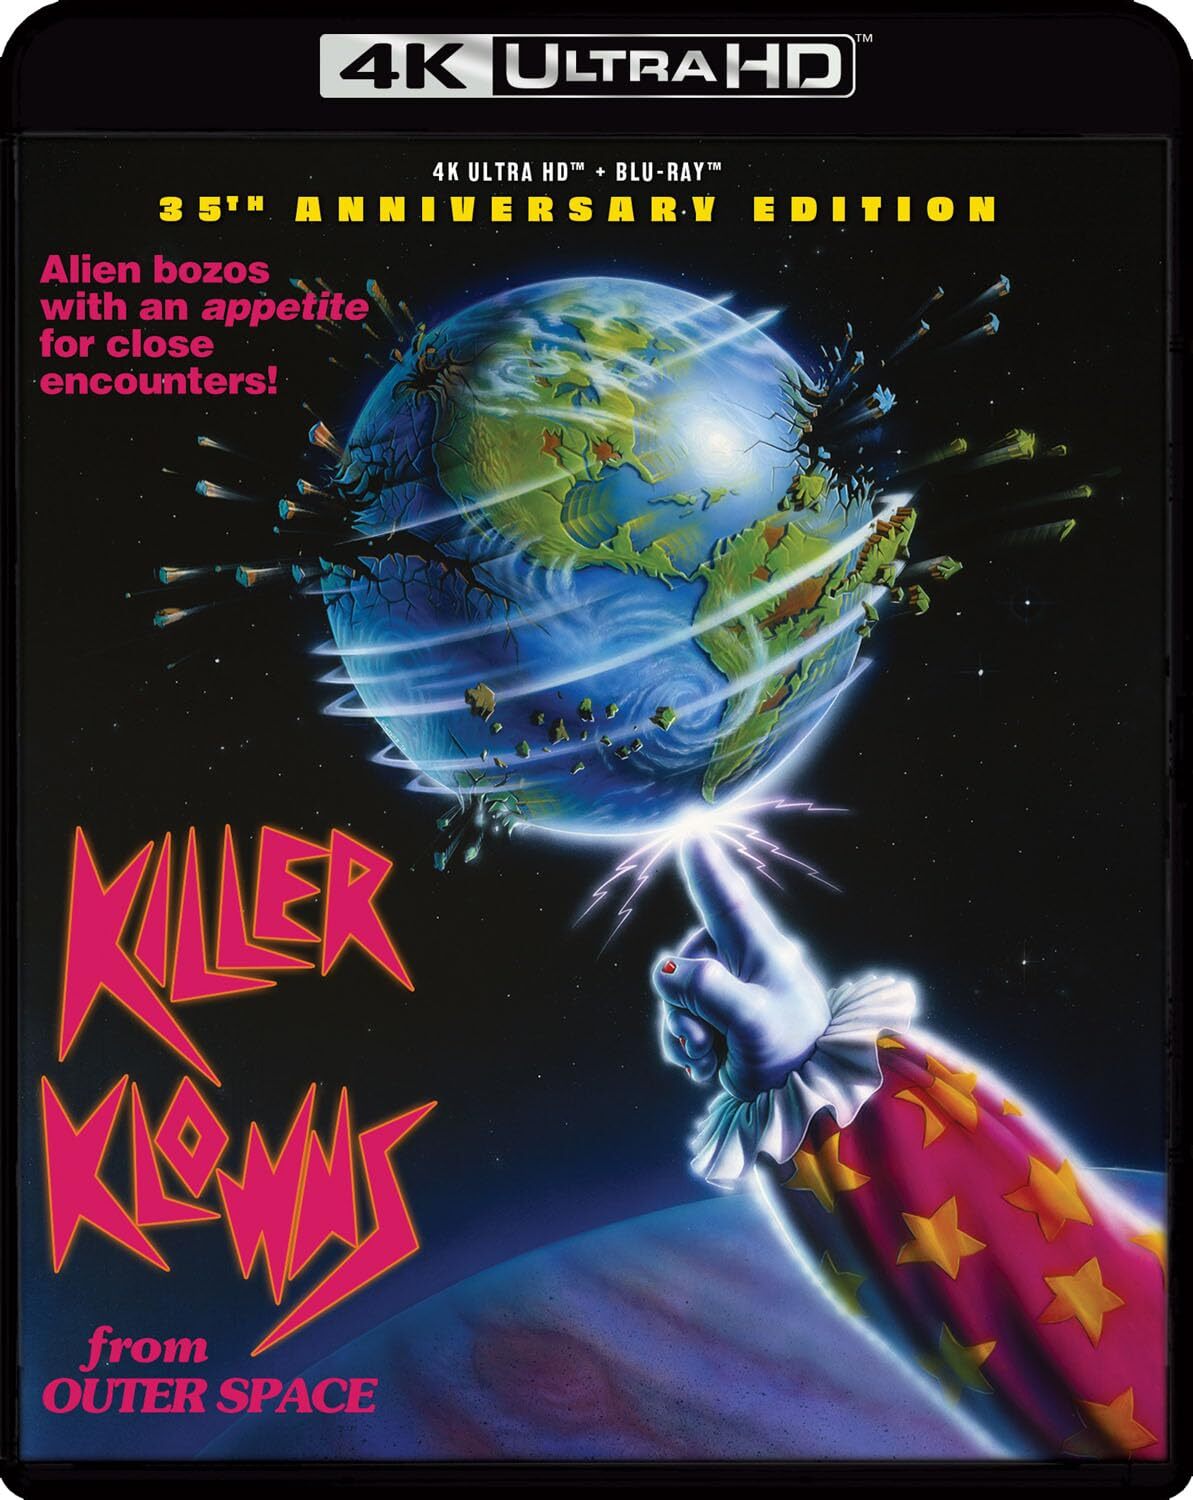 4K ULTRA HD™
4K ULTRA HD™ + BLU-RAY™
35TH ANNIVERSARY EDITION
Alien bozos
with an appetite
for close
encounters!
KILLER
KLOWNS
from
OUTER SPACE